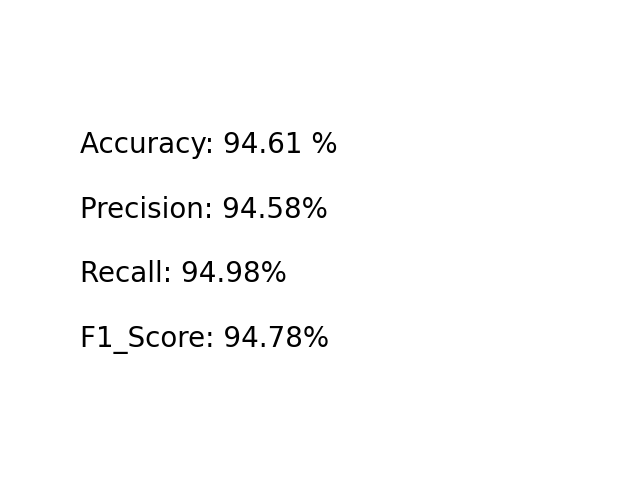 Accuracy: 94.61 %
Precision: 94.58%
Recall: 94.98%
F1_Score: 94.78%